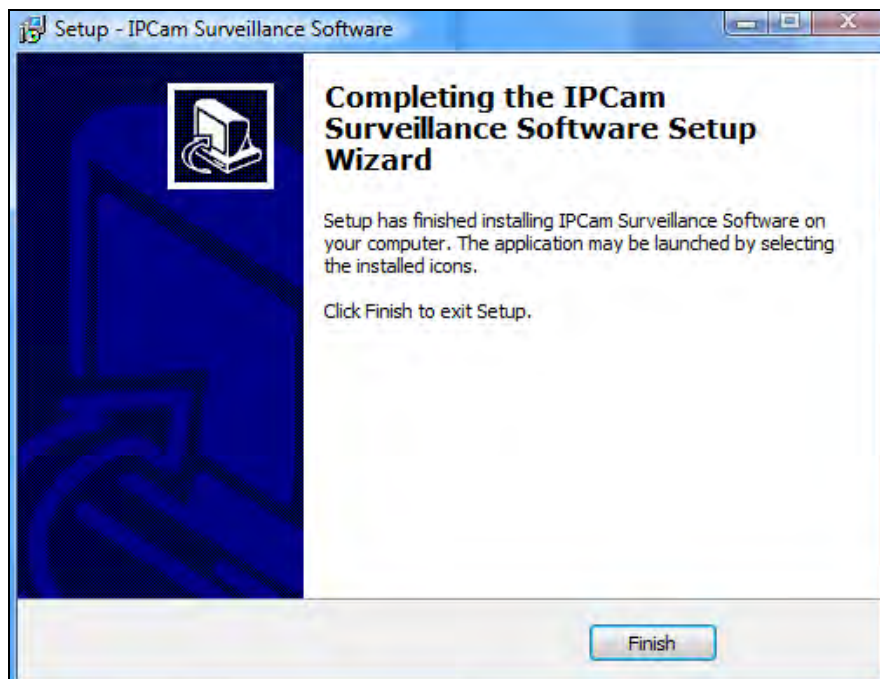 Setup - IPCam Surveillance Software
Completing the IPCam
Surveillance Software Setup
Wizard
Setup has finished installing IPCam Surveillance Software on
your computer. The application may be launched by selecting
the installed icons.
Click Finish to exit Setup.
Finish